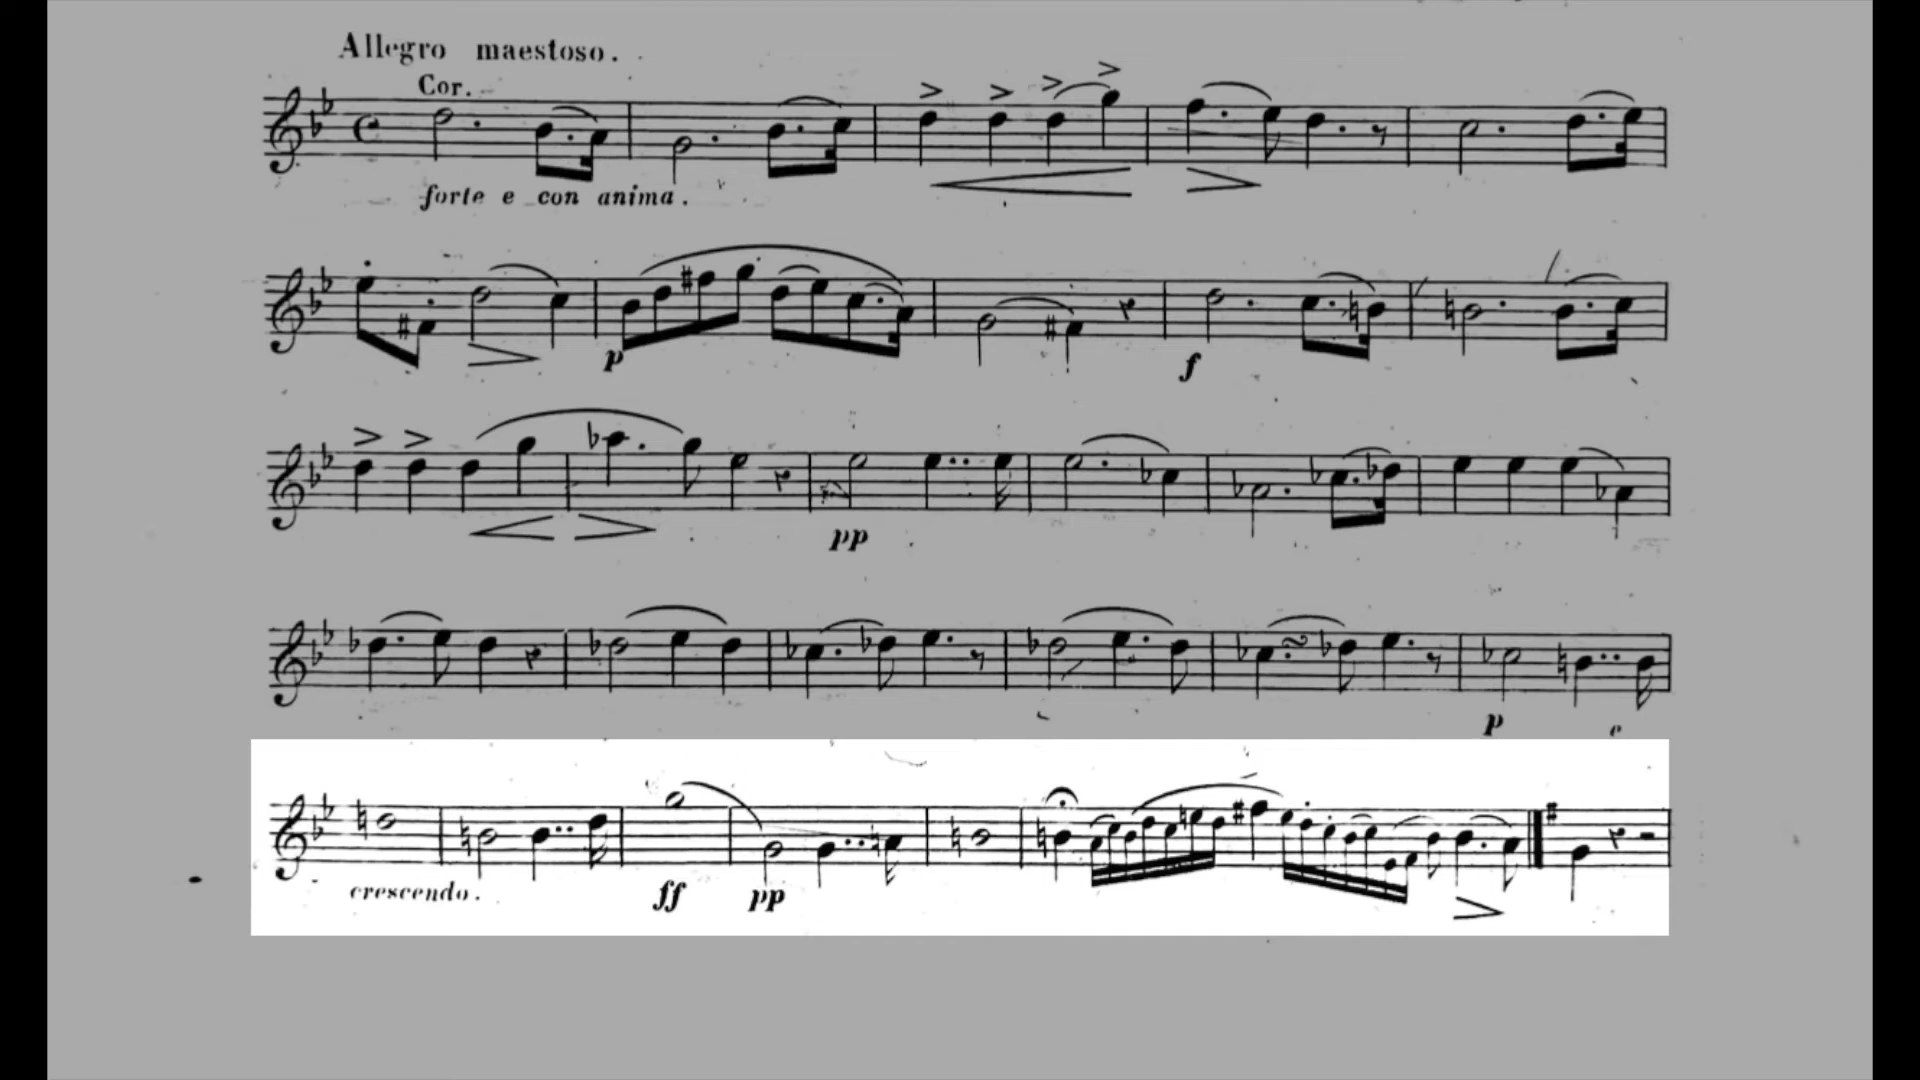 Allegro maestoso.
Cor.
forte e con anima.
p
f
pp
p
c
crescendo.
ff
pp